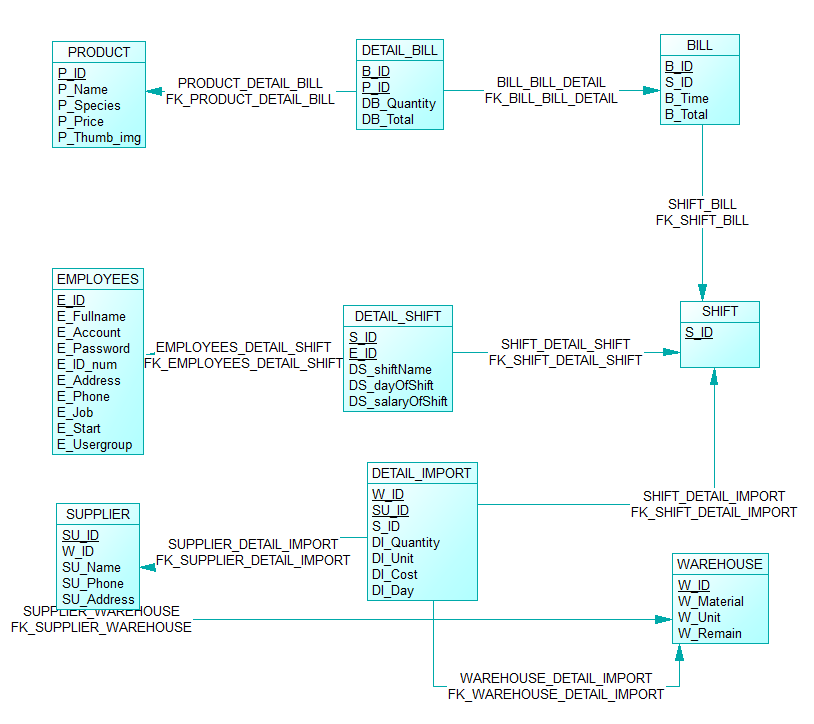 PRODUCT
P_ID
P_Name
P_Species
P_Price
P_Thumb_img
PRODUCT_DETAIL_BILL
FK_PRODUCT_DETAIL_BILL
DETAIL_BILL
B_ID
P_ID
DB_Quantity
DB_Total
BILL_BILL_DETAIL
FK_BILL_BILL_DETAIL
BILL
B_ID
S_ID
B_Time
B_Total
SHIFT_BILL
FK_SHIFT_BILL
EMPLOYEES
E_ID
E_Fullname
E_Account
E_Password
E_ID_num
E_Address
E_Phone
E_Job
E_Start
E_Usergroup
EMPLOYEES_DETAIL_SHIFT
FK_EMPLOYEES_DETAIL_SHIFT
DETAIL_SHIFT
S_ID
E_ID
DS_shiftName
DS_dayOfShift
DS_salaryOfShift
SHIFT_DETAIL_SHIFT
FK_SHIFT_DETAIL_SHIFT
SHIFT
S_ID
SUPPLIER
SU_ID
W_ID
SU_Name
SU_Phone
SU_Address
SUPPLIER_DETAIL_IMPORT
FK_SUPPLIER_DETAIL_IMPORT
DETAIL_IMPORT
W_ID
SU_ID
S_ID
DI_Quantity
DI_Unit
DI_Cost
DI_Day
SHIFT_DETAIL_IMPORT
FK_SHIFT_DETAIL_IMPORT
WAREHOUSE
W_ID
W_Material
W_Unit
W_Remain
SUPPLIER_WAREHOUSE
FK_SUPPLIER_WAREHOUSE
WAREHOUSE_DETAIL_IMPORT
FK_WAREHOUSE_DETAIL_IMPORT